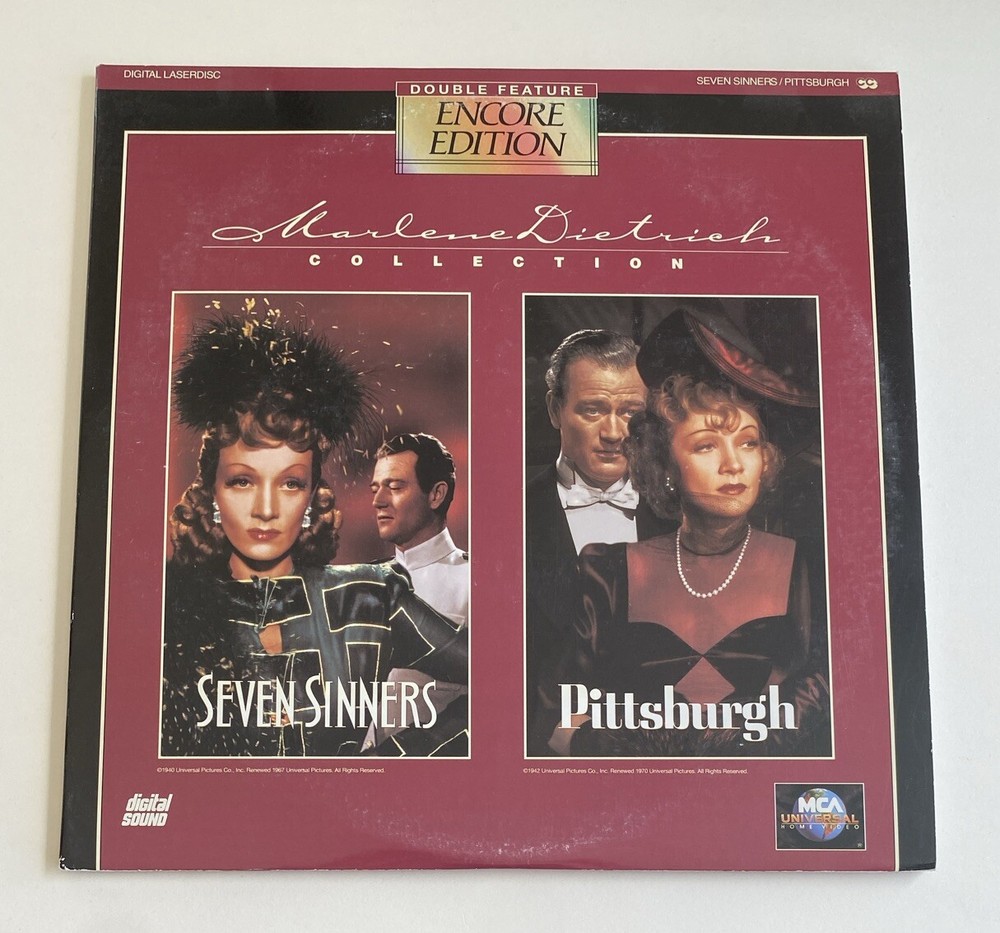 DIGITAL LASERDISC
SEVEN SINNERS / PITTSBURGH CC
DOUBLE FEATURE
ENCORE
EDITION
Marlene Dietrich
COLLECTION
SEVEN SINNERS
Pittsburgh
©1940 Universal Pictures Co., Inc. Renewed 1967 Universal Pictures. All Rights Reserved.
©1942 Universal Pictures Co., Inc. Renewed 1970 Universal Pictures. All Rights Reserved.
digital
SOUND
MCA
UNIVERSAL
HOME VIDEO